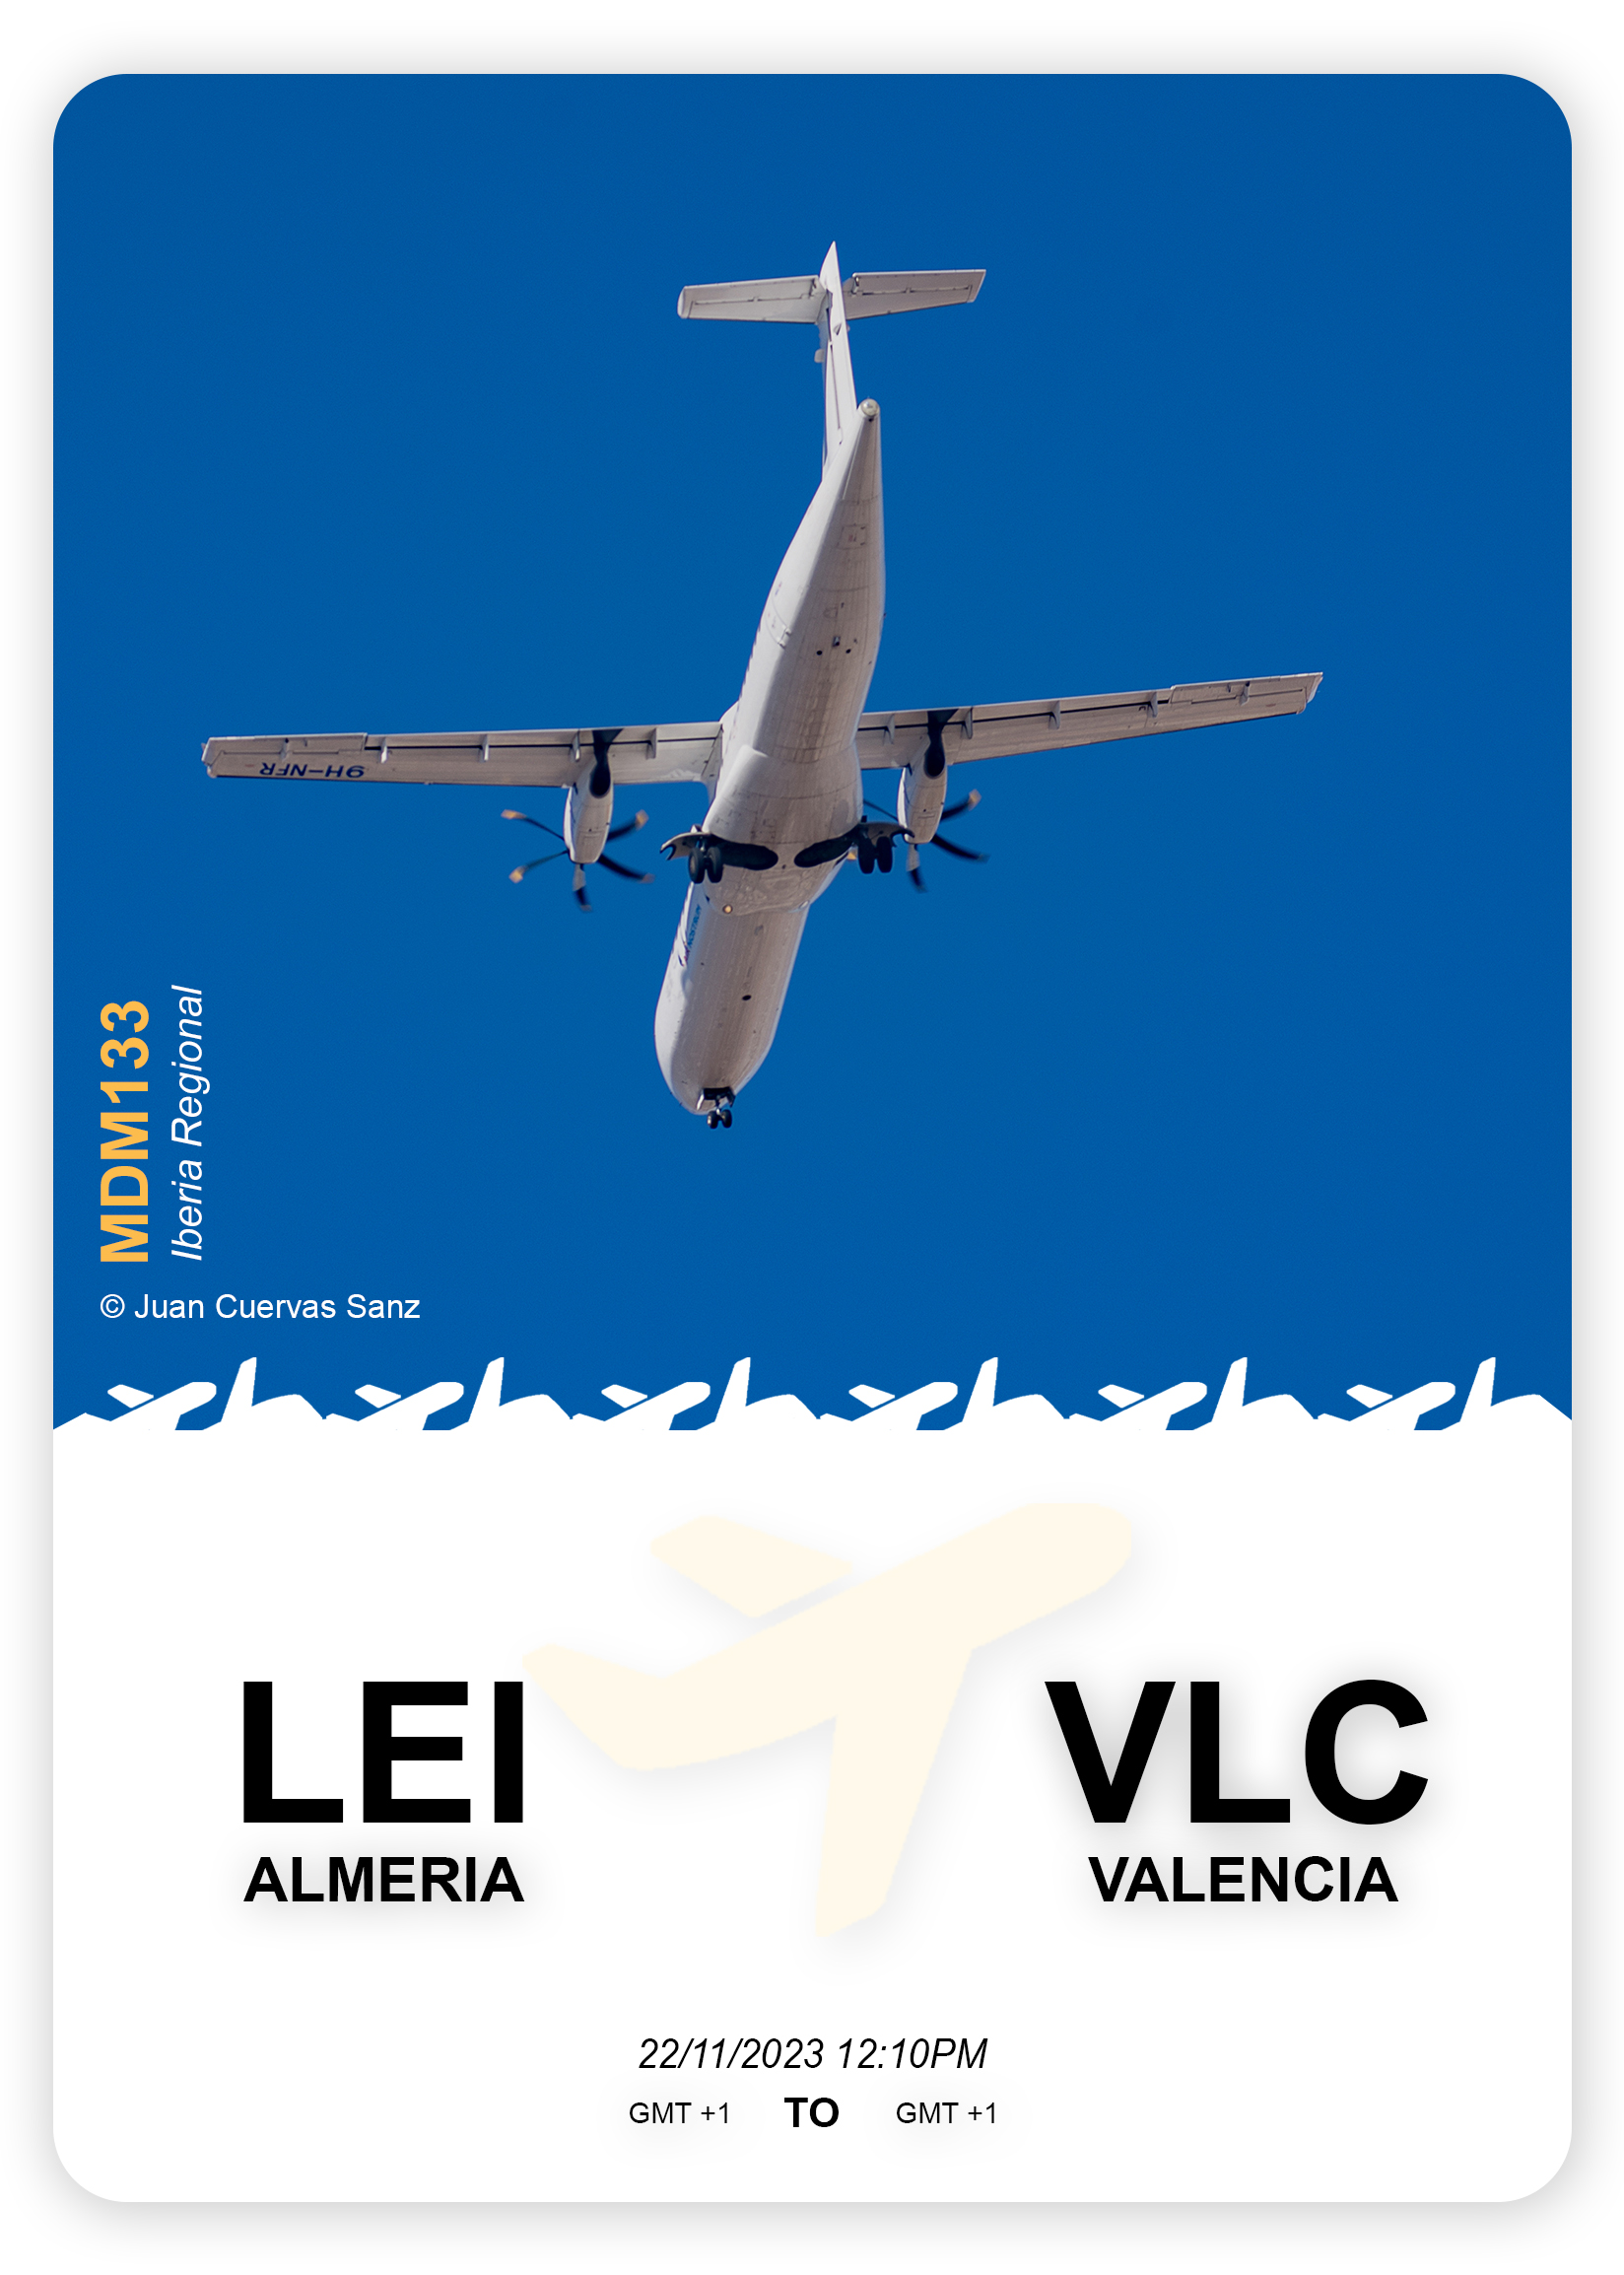 9H-NFR
MDM133
Iberia Regional
© Juan Cuervas Sanz
LEI
VLC
ALMERIA
VALENCIA
22/11/2023 12:10PM
GMT +1 TO GMT +1